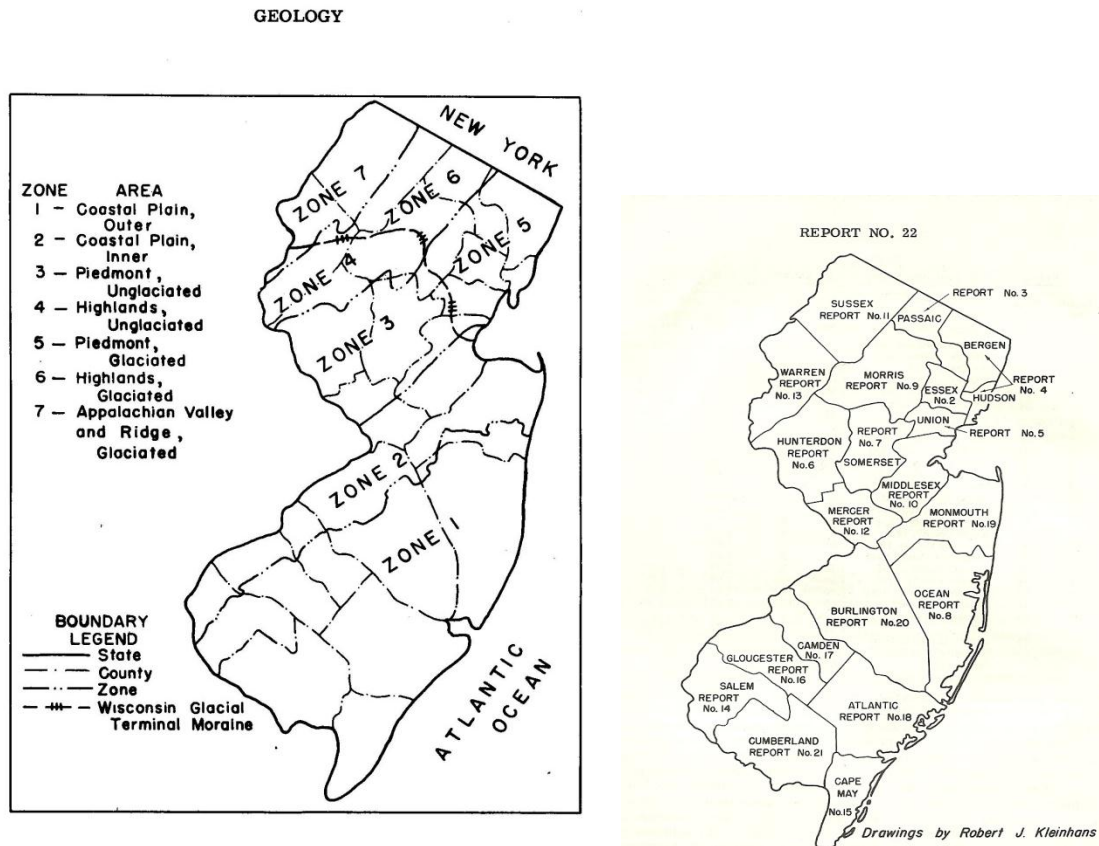 GEOLOGY
NEW YORK
ZONE AREA
1 – Coastal Plain,
Outer
2 – Coastal Plain,
Inner
3 – Piedmont,
Unglaciated
4 – Highlands,
Unglaciated
5 – Piedmont,
Glaciated
6 – Highlands,
Glaciated
7 – Appalachian Valley
and Ridge,
Glaciated
ZONE 7
ZONE 6
ZONE 5
ZONE 4
ZONE 3
ZONE 2
ZONE 1
BOUNDARY
LEGEND
State
County
Zone
Wisconsin Glacial
Terminal Moraine
ATLANTIC
OCEAN
REPORT NO. 22
SUSSEX
REPORT No. 11
PASSAIC
REPORT No. 3
BERGEN
REPORT
No. 4
HUDSON
WARREN
REPORT
No. 13
MORRIS
REPORT No. 9
ESSEX
No. 2
UNION
REPORT No. 5
HUNTERDON
REPORT
No. 6
REPORT
No. 7
SOMERSET
MIDDLESEX
REPORT
No. 10
MERCER
REPORT
No. 12
MONMOUTH
REPORT No. 19
OCEAN
REPORT
No. 8
BURLINGTON
REPORT No. 20
CAMDEN
No. 17
GLOUCESTER
REPORT
No. 16
SALEM
REPORT
No. 14
ATLANTIC
REPORT No. 18
CUMBERLAND
REPORT No. 21
CAPE
MAY
No. 15
Drawings by Robert J. Kleinhans